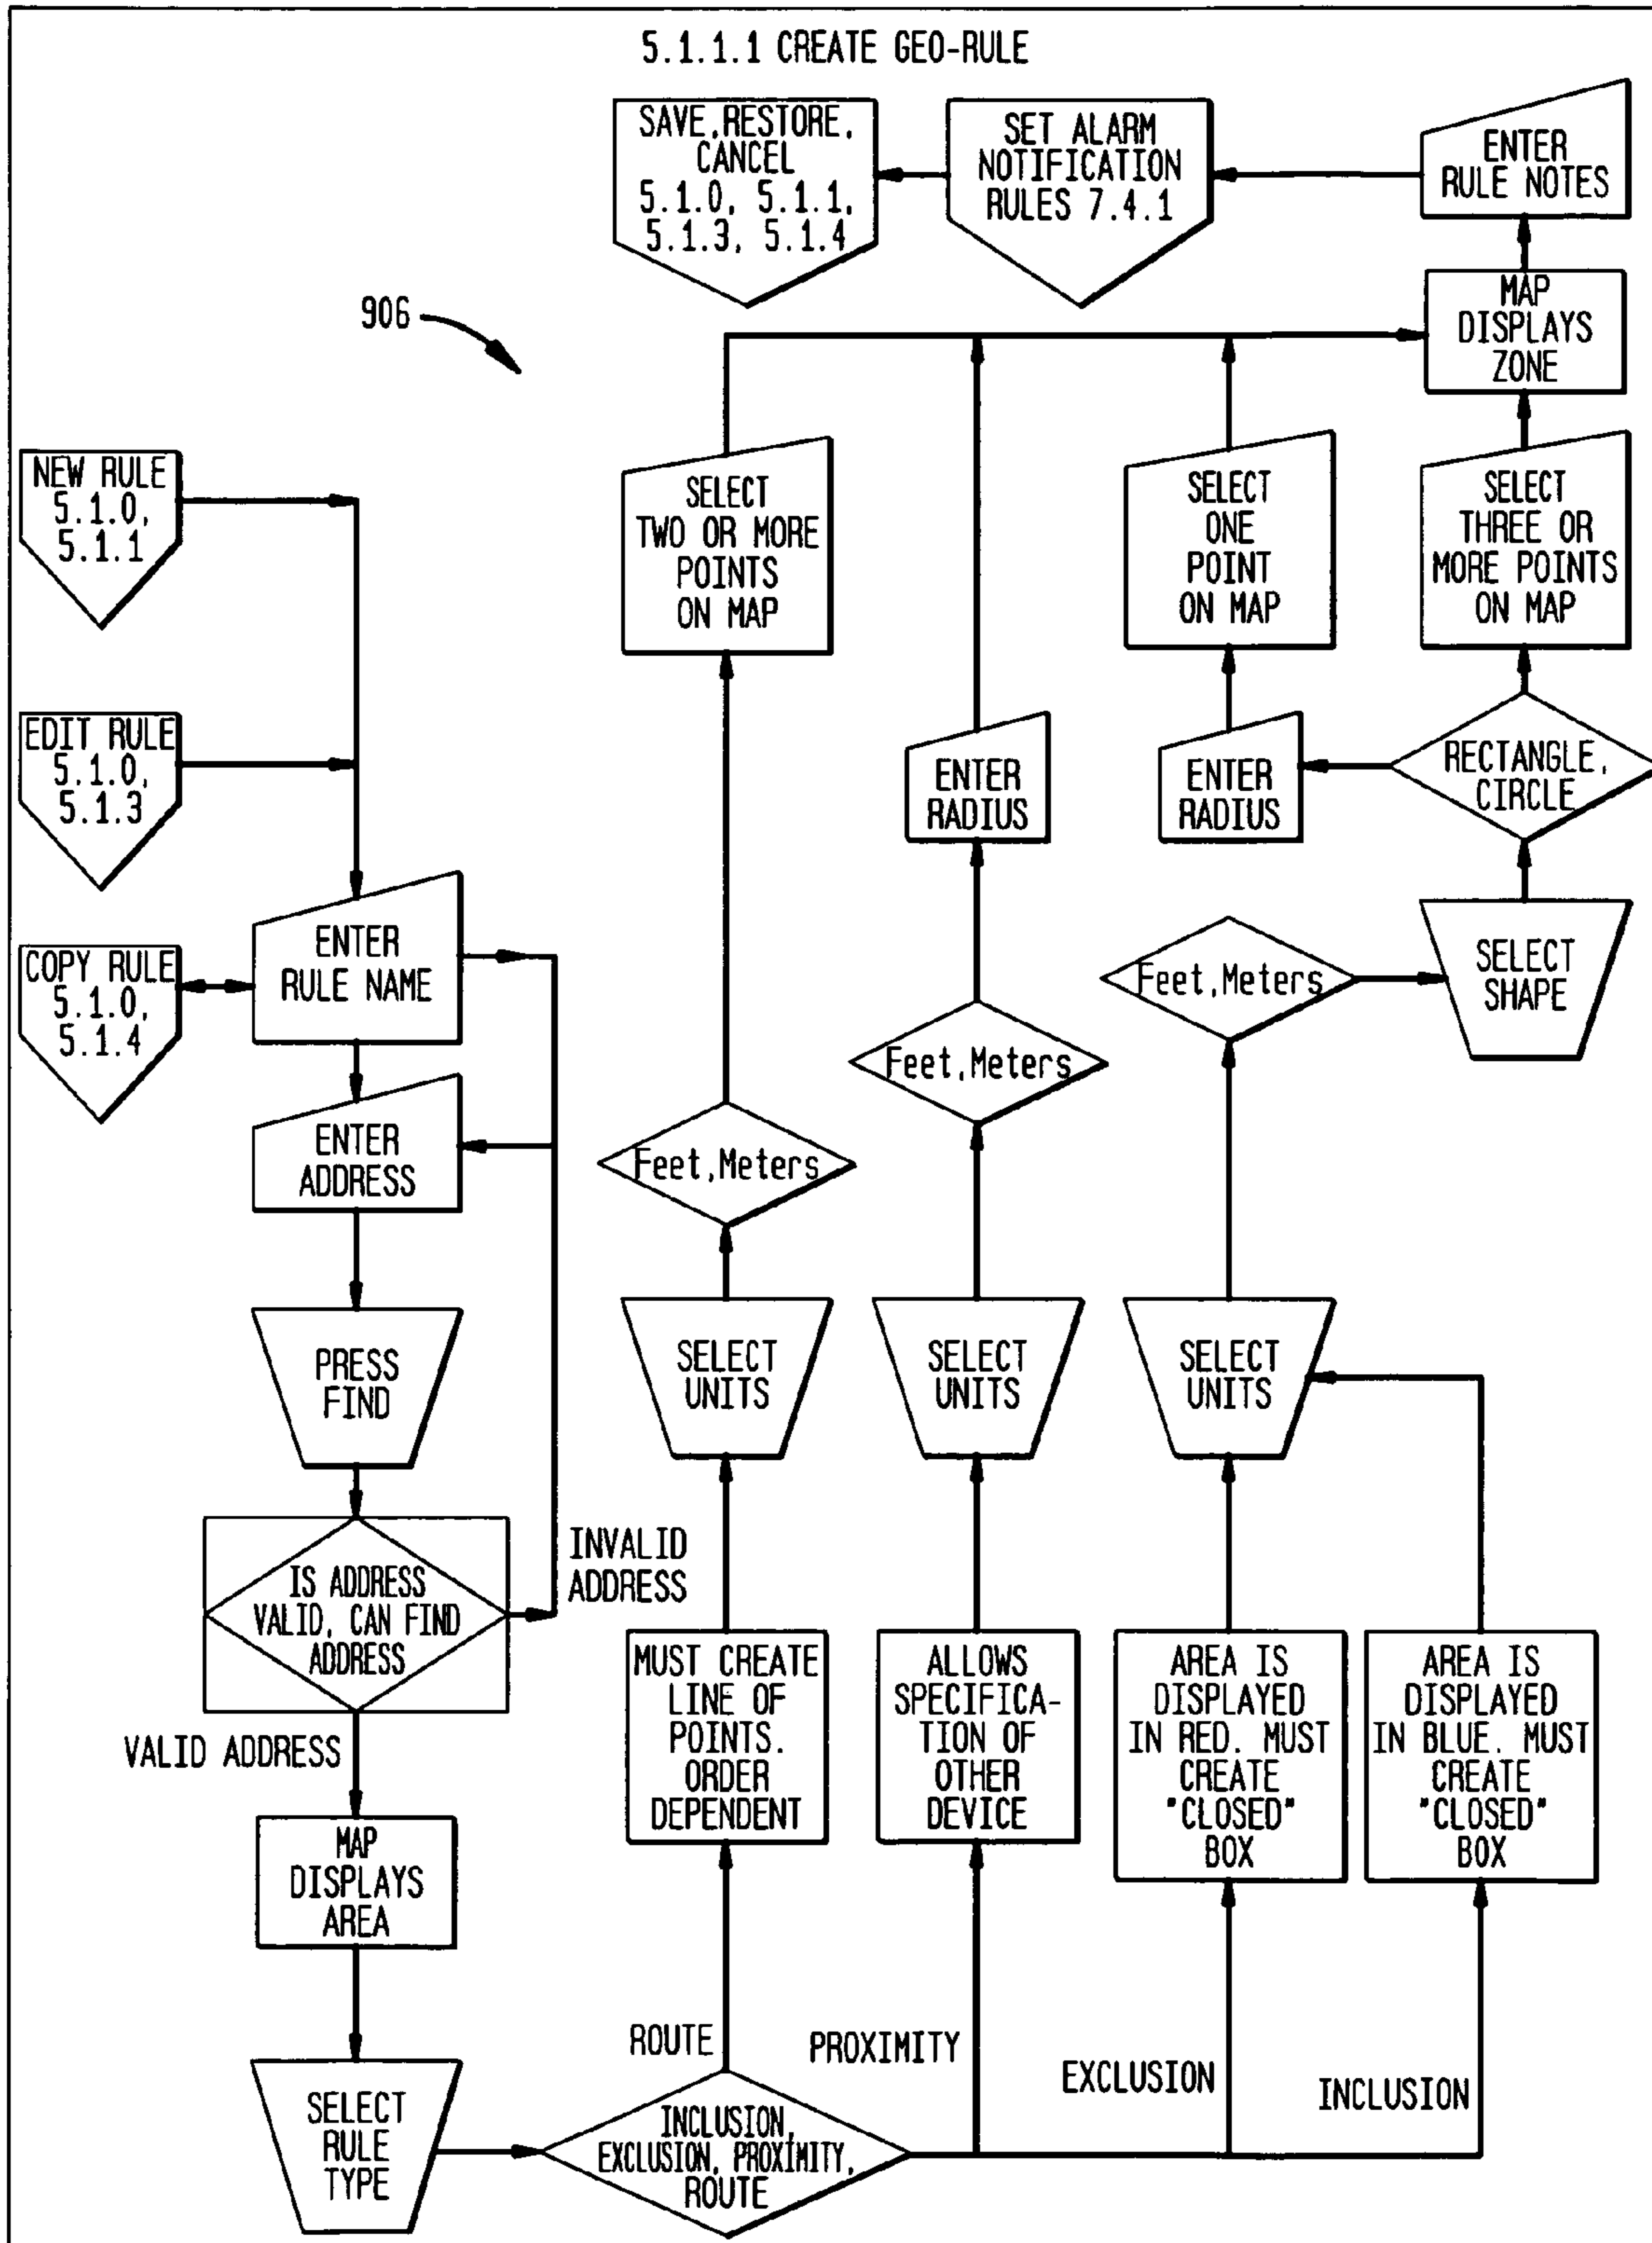 5.1.1.1 CREATE GEO-RULE
SAVE,RESTORE,
CANCEL
5.1.0, 5.1.1,
5.1.3, 5.1.4
SET ALARM
NOTIFICATION
RULES 7.4.1
ENTER
RULE NOTES
906
MAP
DISPLAYS
ZONE
NEW RULE
5.1.0,
5.1.1
SELECT
TWO OR MORE
POINTS
ON MAP
SELECT
ONE
POINT
ON MAP
SELECT
THREE OR
MORE POINTS
ON MAP
EDIT RULE
5.1.0,
5.1.3
ENTER
RADIUS
ENTER
RADIUS
RECTANGLE,
CIRCLE
COPY RULE
5.1.0,
5.1.4
ENTER
RULE NAME
Feet,Meters
SELECT
SHAPE
Feet,Meters
ENTER
ADDRESS
Feet,Meters
PRESS
FIND
SELECT
UNITS
SELECT
UNITS
SELECT
UNITS
IS ADDRESS
VALID, CAN FIND
ADDRESS
INVALID
ADDRESS
VALID ADDRESS
MUST CREATE
LINE OF
POINTS.
ORDER
DEPENDENT
ALLOWS
SPECIFICA-
TION OF
OTHER
DEVICE
AREA IS
DISPLAYED
IN RED. MUST
CREATE
"CLOSED"
BOX
AREA IS
DISPLAYED
IN BLUE. MUST
CREATE
"CLOSED"
BOX
MAP
DISPLAYS
AREA
ROUTE
PROXIMITY
EXCLUSION
INCLUSION
SELECT
RULE
TYPE
INCLUSION,
EXCLUSION, PROXIMITY,
ROUTE